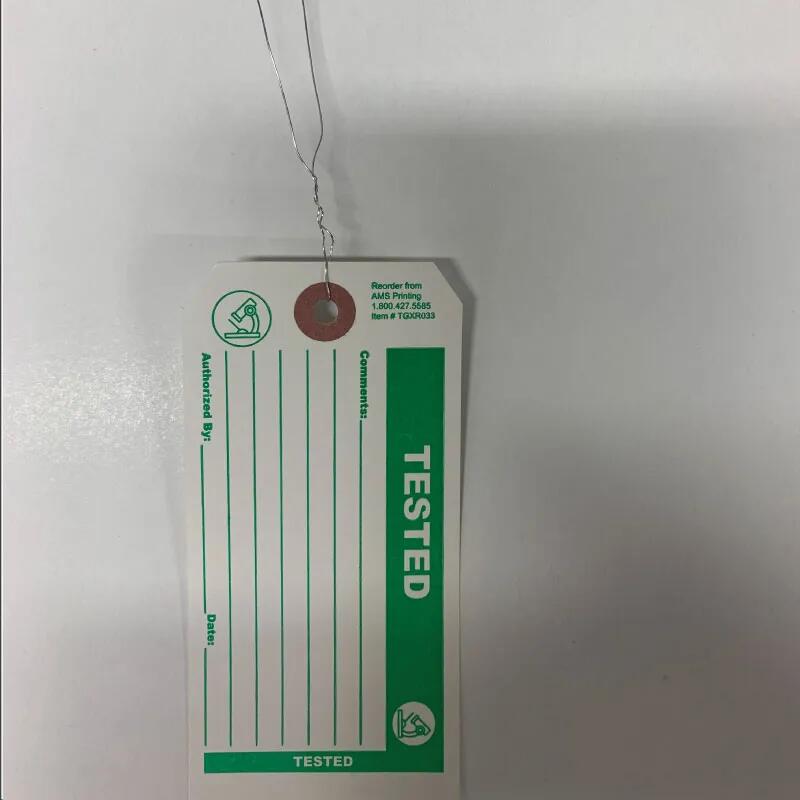 Reorder from
AMS Printing
1.800.427.5585
Item # TGXR033
TESTED
Comments:
Authorized By: Date:
TESTED